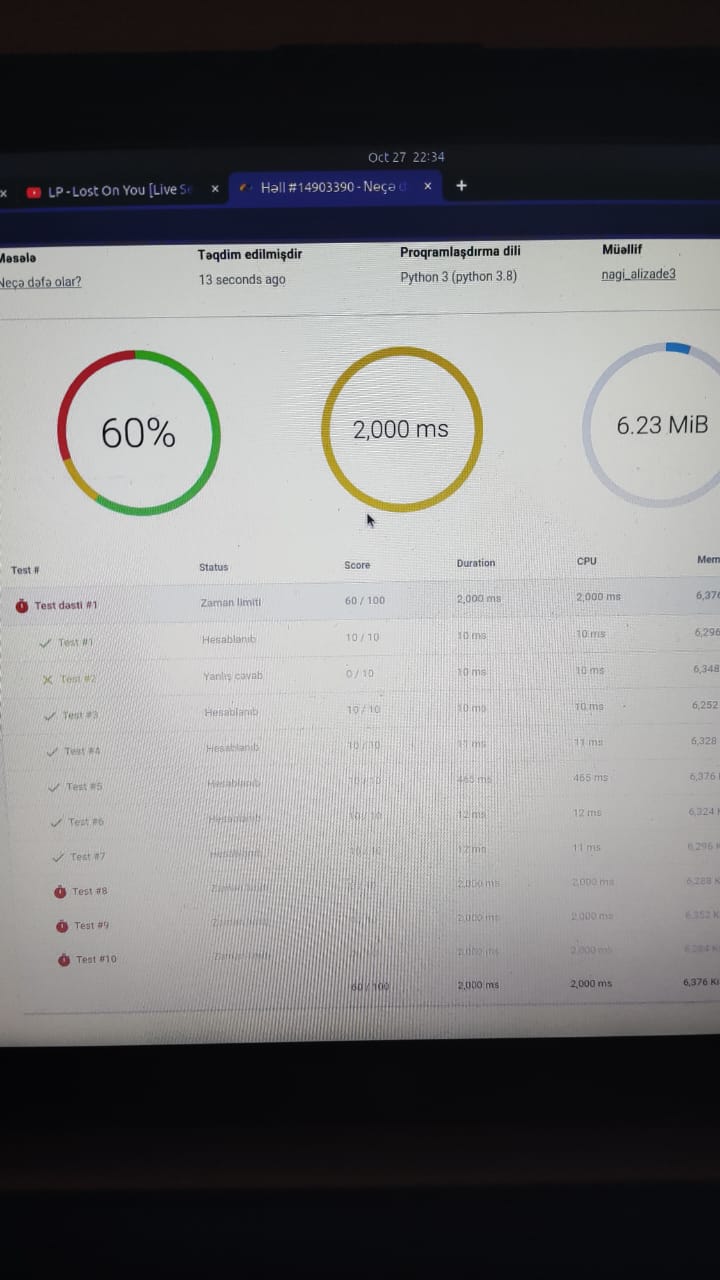 Oct 27 22:34
× LP - Lost On You [Live Se × Həll #14903390 - Neçə d × +
Məsələ Təqdim edilmişdir Proqramlaşdırma dili Müəllif
Neçə dəfə olar? 13 seconds ago Python 3 (python 3.8) nagi_alizade3
60% 2,000 ms 6.23 MiB
Test # Status Score Duration CPU Mem
Test dəsti #1 Zaman limiti 60 / 100 2,000 ms 2,000 ms 6,376
Test #1 Hesablanıb 10 / 10 10 ms 10 ms 6,296
Test #2 Yanlış cavab 0 / 10 10 ms 10 ms 6,348
Test #3 Hesablanıb 10 / 10 10 ms 10 ms 6,252
Test #4 Hesablanıb 10 / 10 11 ms 11 ms 6,328
Test #5 Hesablanıb 10 / 10 465 ms 465 ms 6,376
Test #6 Hesablanıb 10 / 10 12 ms 12 ms 6,324
Test #7 Hesablanıb 10 / 10 12 ms 11 ms 6,296 K
Test #8 Zaman limiti 2,000 ms 2,000 ms 6,288 K
Test #9 Zaman limiti 2,000 ms 2,000 ms 6,352 K
Test #10 Zaman limiti 2,000 ms 2,000 ms 6,284 K
60 / 100 2,000 ms 2,000 ms 6,376 Ki